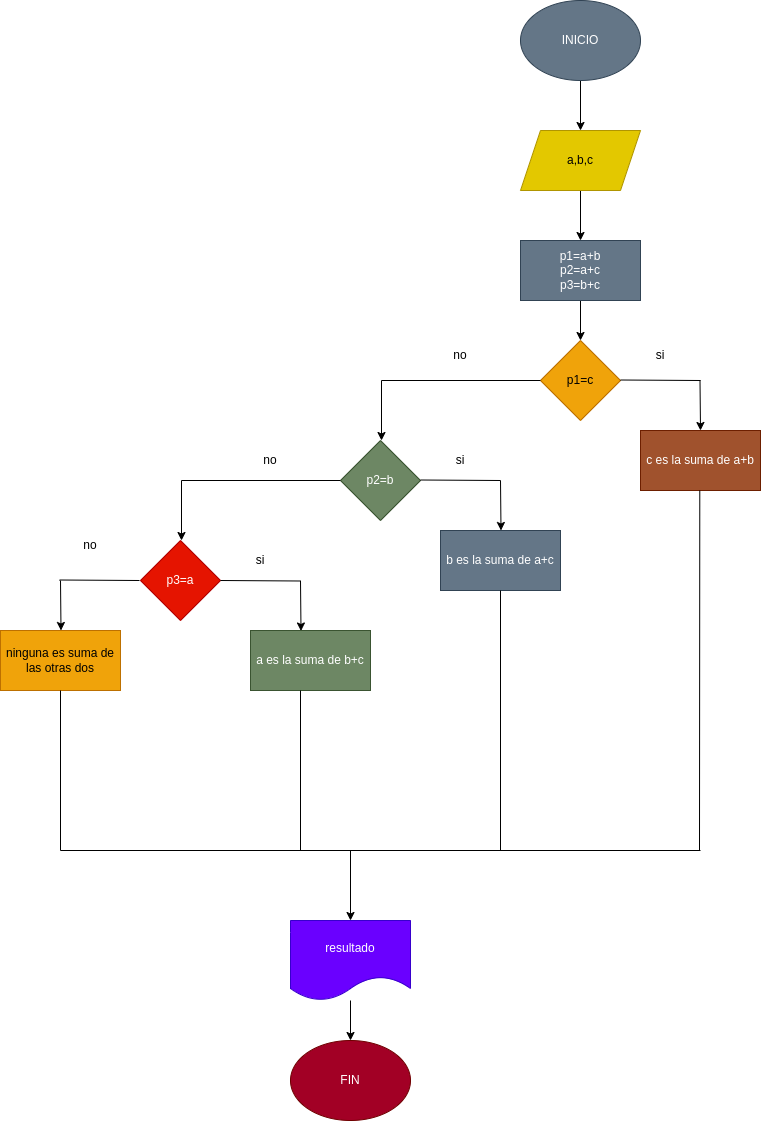 INICIO
a,b,c
p1=a+b
p2=a+c
p3=b+c
no
si
p1=c
no
si
c es la suma de a+b
p2=b
no
si
b es la suma de a+c
p3=a
ninguna es suma de
las otras dos
a es la suma de b+c
resultado
FIN